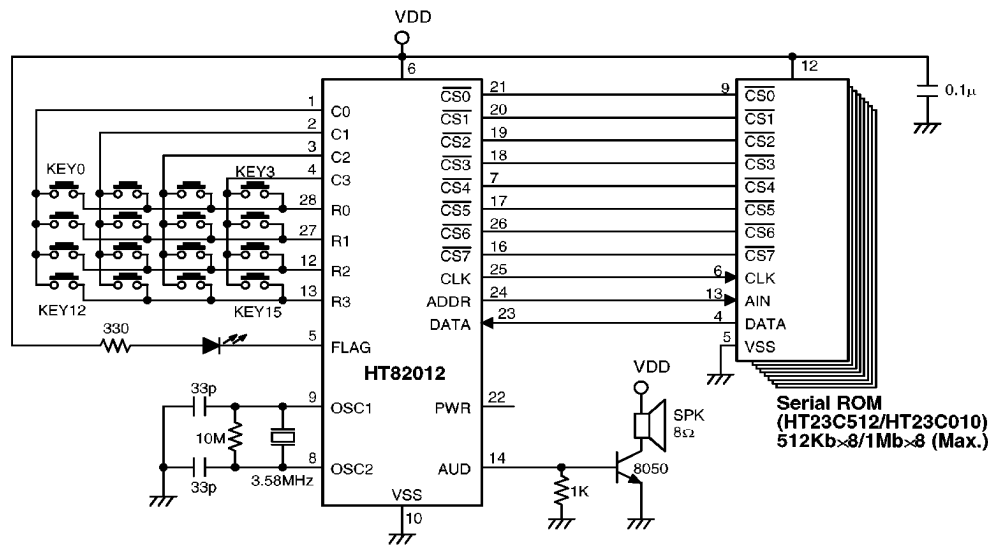 VDD
6
12
21
CS0
9
CS0
0.1μ
1
C0
20
CS1
CS1
2
C1
19
CS2
CS2
3
C2
18
CS3
CS3
KEY0
KEY3
4
C3
7
CS4
CS4
28
R0
17
CS5
CS5
27
R1
26
CS6
CS6
12
R2
16
CS7
CS7
13
R3
25
CLK
6
CLK
KEY12
KEY15
24
ADDR
13
AIN
23
DATA
4
DATA
330
5
FLAG
5
VSS
HT82012
VDD
33p
9
OSC1
22
PWR
SPK
8Ω
Serial ROM
(HT23C512/HT23C010)
512Kb×8/1Mb×8 (Max.)
10M
8
OSC2
14
AUD
8050
33p
3.58MHz
1K
VSS
10